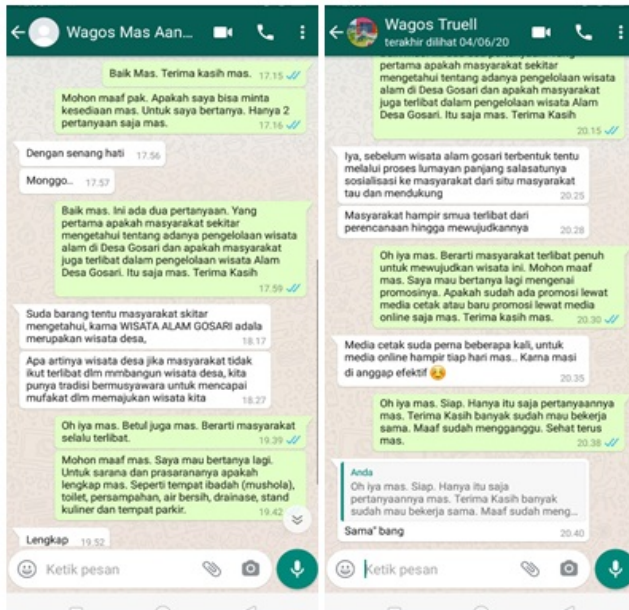 Wagos Mas Aan...
Baik Mas. Terima kasih mas. 17.15
Mohon maaf pak. Apakah saya bisa minta
kesediaan mas. Untuk saya bertanya. Hanya 2
pertanyaan saja mas. 17.16
Dengan senang hati 17.56
Monggo.. 17.57
Baik mas. Ini ada dua pertanyaan. Yang
pertama apakah masyarakat sekitar
mengetahui tentang adanya pengelolaan wisata
alam di Desa Gosari dan apakah masyarakat
juga terlibat dalam pengelolaan wisata Alam
Desa Gosari. Itu saja mas. Terima Kasih
17.59
Suda barang tentu masyarakat skitar
mengetahui, karna WISATA ALAM GOSARI adala
merupakan wisata desa, 18.17
Apa artinya wisata desa jika masyarakat tidak
ikut terlibat dlm mmbangun wisata desa, kita
punya tradisi bermusyawara untuk mencapai
mufakat dlm memajukan wisata kita
18.27
Oh iya mas. Betul juga mas. Berarti masyarakat
selalu terlibat. 19.39
Mohon maaf mas. Saya mau bertanya lagi.
Untuk sarana dan prasarananya apakah
lengkap mas. Seperti tempat ibadah (mushola),
toilet, persampahan, air bersih, drainase, stand
kuliner dan tempat parkir. 19.42
Lengkap 19.52
Ketik pesan
Wagos Truell
terakhir dilihat 04/06/20
pertama apakah masyarakat sekitar
mengetahui tentang adanya pengelolaan wisata
alam di Desa Gosari dan apakah masyarakat
juga terlibat dalam pengelolaan wisata Alam
Desa Gosari. Itu saja mas. Terima Kasih
20.15
Iya, sebelum wisata alam gosari terbentuk tentu
melalui proses lumayan panjang salasatunya
sosialisasi ke masyarakat dari situ masyarakat
tau dan mendukung 20.25
Masyarakat hampir smua terlibat dari
perencanaan hingga mewujudkannya 20.28
Oh iya mas. Berarti masyarakat terlibat penuh
untuk mewujudkan wisata ini. Mohon maaf
mas. Saya mau bertanya lagi mengenai
promosinya. Apakah sudah ada promosi lewat
media cetak atau baru promosi lewat media
online saja mas. Terima kasih mas. 20.30
Media cetak suda perna beberapa kali, untuk
media online hampir tiap hari mas.. Karna masi
di anggap efektif 20.35
Oh iya mas. Siap. Hanya itu saja pertanyaannya
mas. Terima Kasih banyak sudah mau bekerja
sama. Maaf sudah mengganggu. Sehat terus
mas. 20.38
Anda
Oh iya mas. Siap. Hanya itu saja
pertanyaannya mas. Terima Kasih banyak
sudah mau bekerja sama. Maaf sudah meng...
Sama" bang 20.40
Ketik pesan